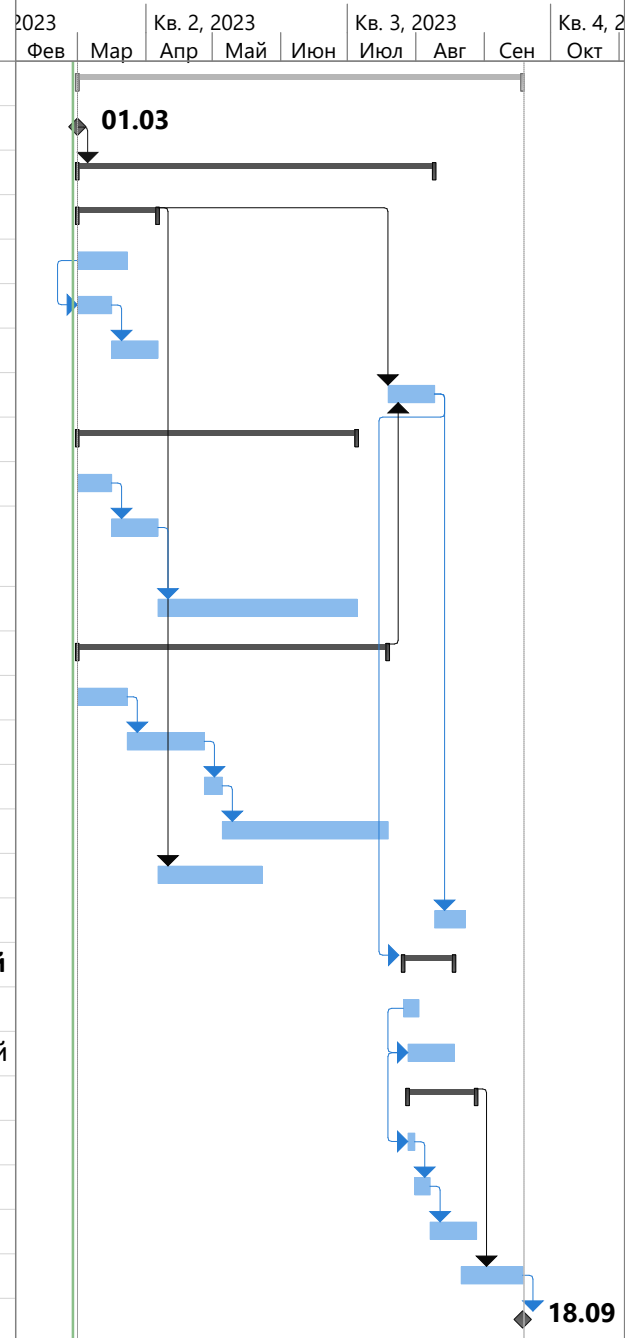 2023 Кв. 2, 2023 Кв. 3, 2023 Кв. 4, 2
Фев Мар Апр Май Июн Июл Авг Сен Окт
01.03
й
й
18.09